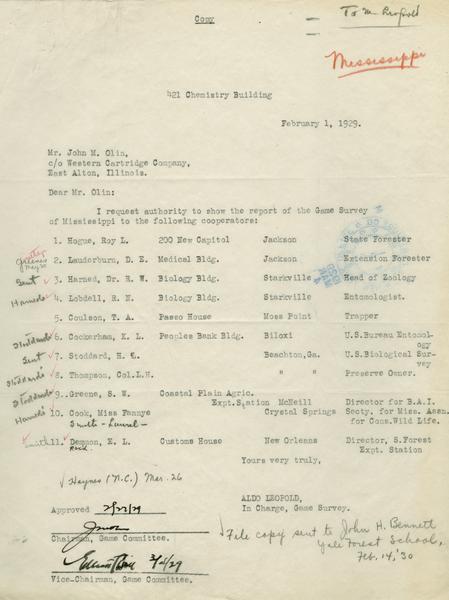 Copy
To Mr Leopold
Mississippi
421 Chemistry Building
February 1, 1929.
Mr. John M. Olin,
c/o Western Cartridge Company,
East Alton, Illinois.
Dear Mr. Olin:
I request authority to show the report of the Game Survey
of Mississippi to the following cooperators:
1. Hogue, Roy L. 200 New Capitol Jackson State Forester
2. Lauderburn, D. E. Medical Bldg. Jackson Extension Forester
Sent 3. Harned, Dr. R. W. Biology Bldg. Starkville Head of Zoology
Harned's 4. Lobdell, R. N. Biology Bldg. Starkville Entomologist.
5. Coulson, T. A. Pasco House Moss Point Trapper
Stoddard's 6. Cockerham, K. L. Peoples Bank Bldg. Biloxi U.S.Bureau Entomology
Sent 7. Stoddard, H. L. Beachton, Ga. U.S.Biological Survey
Stoddard's 8. Thompson, Col.L.H. " " Preserve Owner.
Stoddard's 9. Greene, S. W. Coastal Plain Agric.
Expt.Station McNeill Director for B.A.I.
Harned's 10. Cook, Miss Fannye Crystal Springs Secty. for Miss. Assn.
for Cons.Wild Life.
11. Demmon, E. L. Customs House New Orleans Director, S.Forest
Expt. Station
Yours very truly,
Haynes (N.C.) Mar. 26
Approved 2/22/29
ALDO LEOPOLD,
In Charge, Game Survey.
Chairman, Game Committee.
File copy sent to John H. Bennett
Yale Forest School,
Feb. 14, '30
3/4/29
Vice-Chairman, Game Committee.